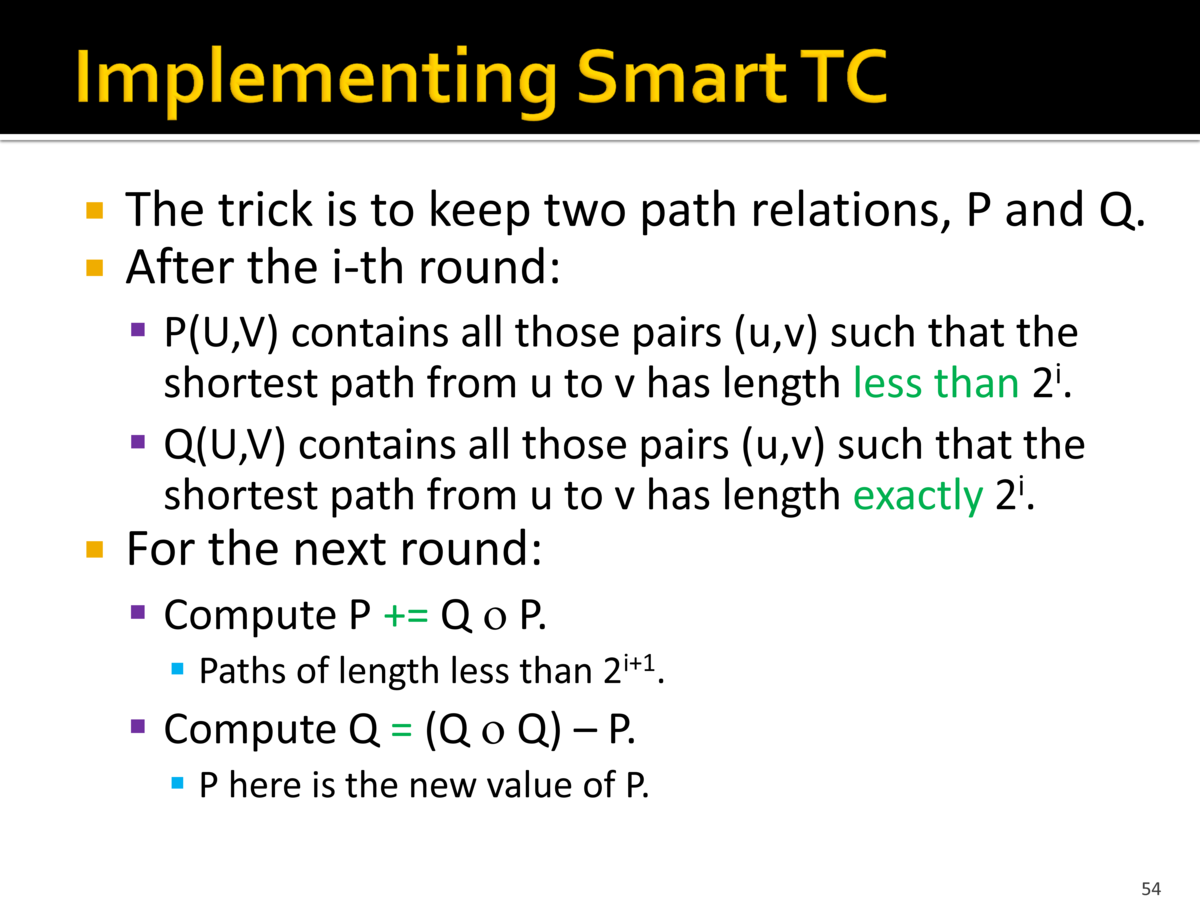 Implementing Smart TC
▪ The trick is to keep two path relations, P and Q.
▪ After the i-th round:
▪ P(U,V) contains all those pairs (u,v) such that the
shortest path from u to v has length less than 2ⁱ.
▪ Q(U,V) contains all those pairs (u,v) such that the
shortest path from u to v has length exactly 2ⁱ.
▪ For the next round:
▪ Compute P += Q ο P.
▪ Paths of length less than 2ⁱ⁺¹.
▪ Compute Q = (Q ο Q) – P.
▪ P here is the new value of P.
54